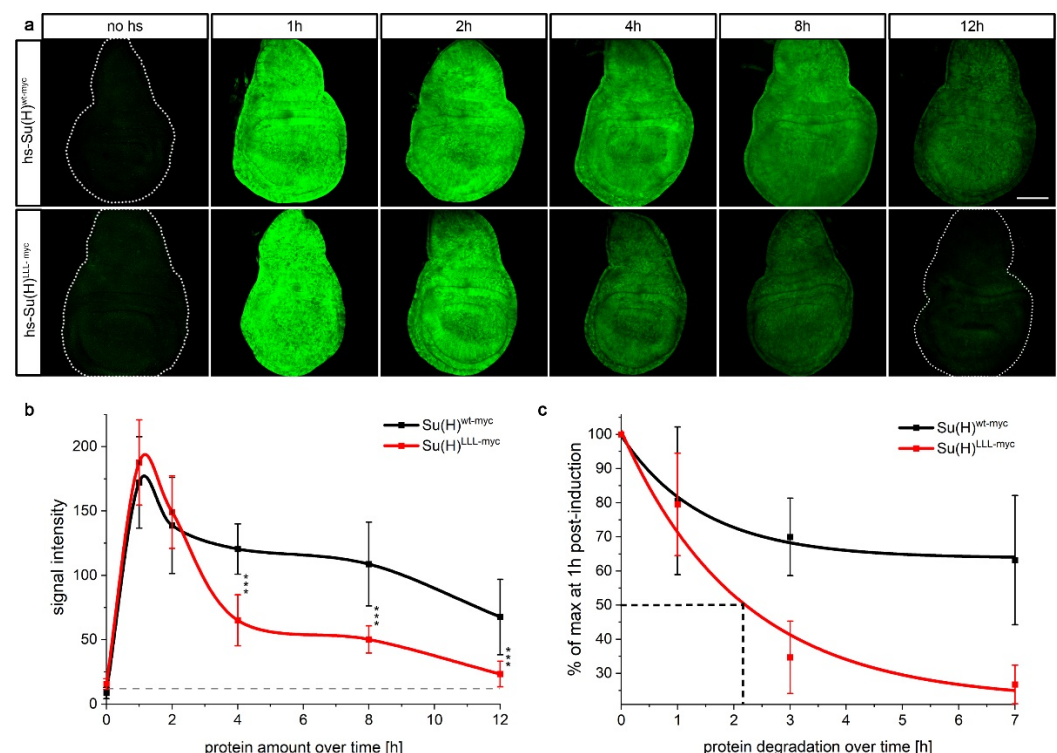 a
no hs
1h
2h
4h
8h
12h
hs-Su(H)wt-myc
hs-Su(H)LLL- myc
b
Su(H)wt-myc
Su(H)LLL-myc
200
150
100
50
0
signal intensity
***
***
***
0
2
4
6
8
10
12
protein amount over time [h]
c
Su(H)wt-myc
Su(H)LLL-myc
100
90
80
70
60
50
40
30
% of max at 1h post-induction
0
1
2
3
4
5
6
7
protein degradation over time [h]